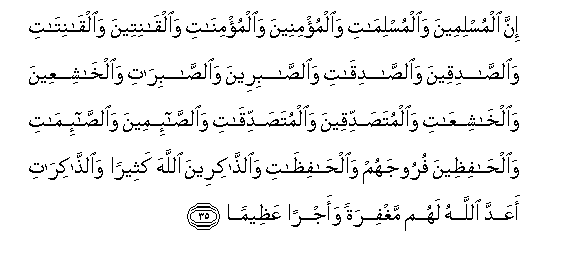 إِنَّ ٱلْمُسْلِمِينَ وَٱلْمُسْلِمَـٰتِ وَٱلْمُؤْمِنِينَ وَٱلْمُؤْمِنَـٰتِ وَٱلْقَـٰنِتِينَ وَٱلْقَـٰنِتَـٰتِ
وَٱلصَّـٰدِقِينَ وَٱلصَّـٰدِقَـٰتِ وَٱلصَّـٰبِرِينَ وَٱلصَّـٰبِرَٰتِ وَٱلْخَـٰشِعِينَ
وَٱلْخَـٰشِعَـٰتِ وَٱلْمُتَصَدِّقِينَ وَٱلْمُتَصَدِّقَـٰتِ وَٱلصَّـٰٓئِمِينَ وَٱلصَّـٰٓئِمَـٰتِ
وَٱلْحَـٰفِظِينَ فُرُوجَهُمْ وَٱلْحَـٰفِظَـٰتِ وَٱلذَّٰكِرِينَ ٱللَّهَ كَثِيرًا وَٱلذَّٰكِرَٰتِ
أَعَدَّ ٱللَّهُ لَهُم مَّغْفِرَةً وَأَجْرًا عَظِيمًا ٣٥